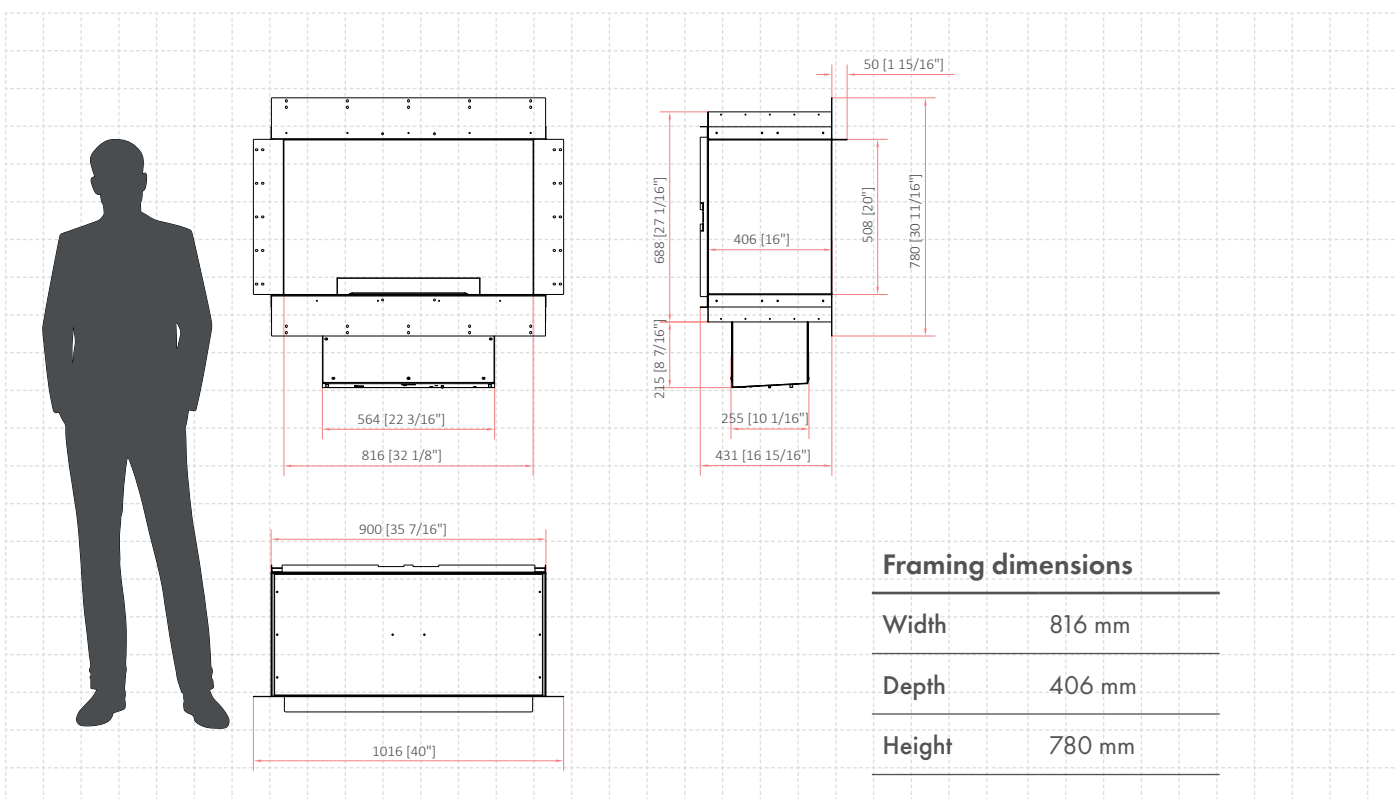 50 [1 15/16"]
688 [27 1/16"]
406 [16"]
508 [20"]
780 [30 11/16"]
215 [8 7/16"]
564 [22 3/16"]
255 [10 1/16"]
816 [32 1/8"]
431 [16 15/16"]
900 [35 7/16"]
1016 [40"]
Framing dimensions
Width 816 mm
Depth 406 mm
Height 780 mm